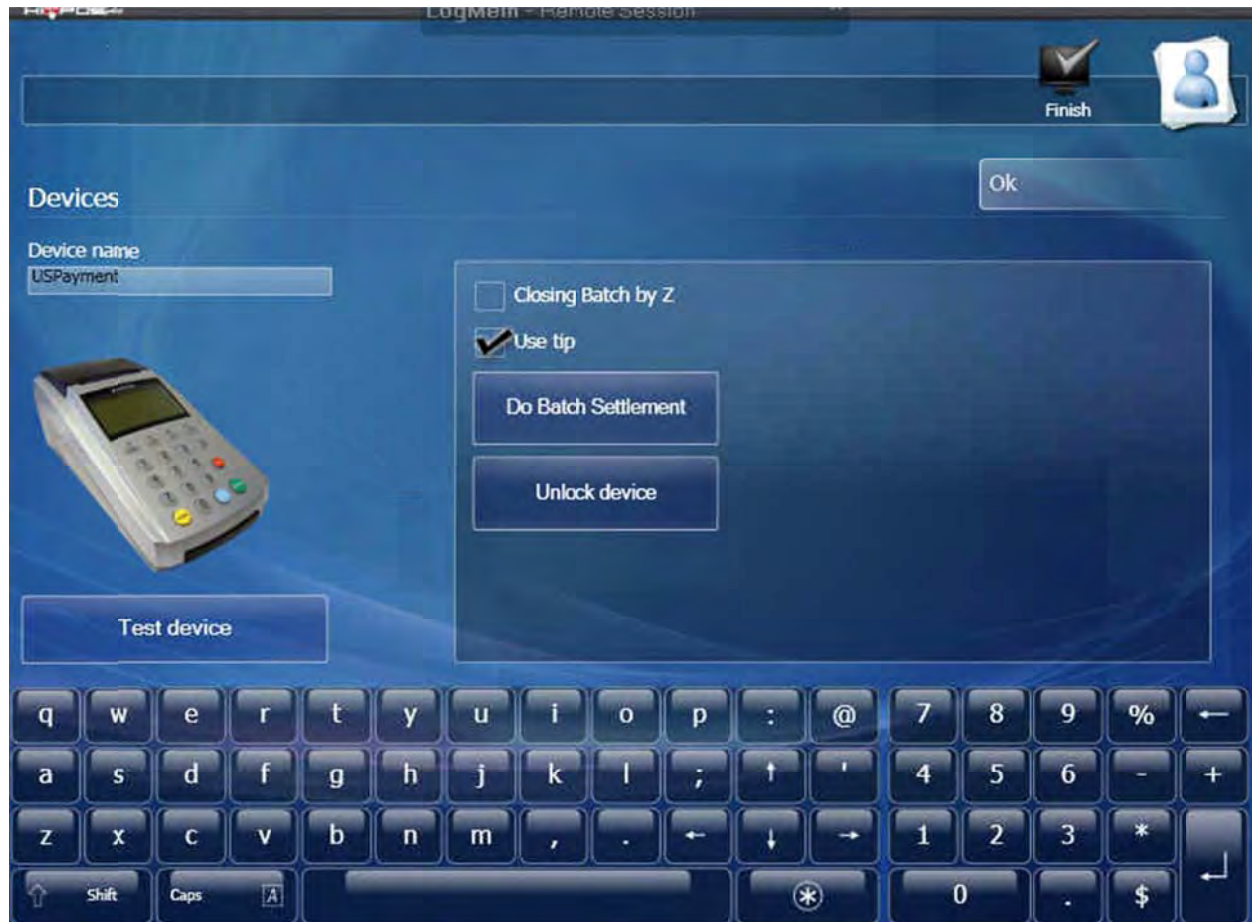 LogMeIn - Remote Session
Finish
Ok
Devices
Device name
USPayment
Closing Batch by Z
Use tip
Do Batch Settlement
Unlock device
Test device
q w e r t y u i o p : @ 7 8 9 % ←
a s d f g h j k l ; ↑ ' 4 5 6 - +
z x c v b n m , . ← ↓ → 1 2 3 * ↵
⇧ Shift Caps A ⊛ 0 . $